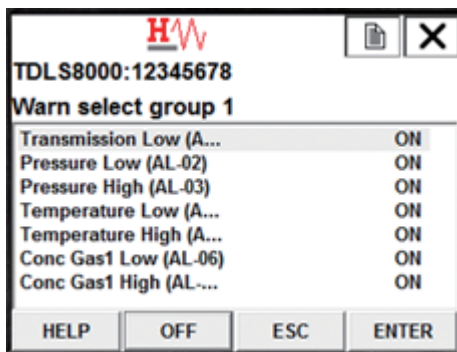 H
TDLS8000:12345678
Warn select group 1
Transmission Low (A... ON
Pressure Low (AL-02) ON
Pressure High (AL-03) ON
Temperature Low (A... ON
Temperature High (A... ON
Conc Gas1 Low (AL-06) ON
Conc Gas1 High (AL-... ON
HELP OFF ESC ENTER